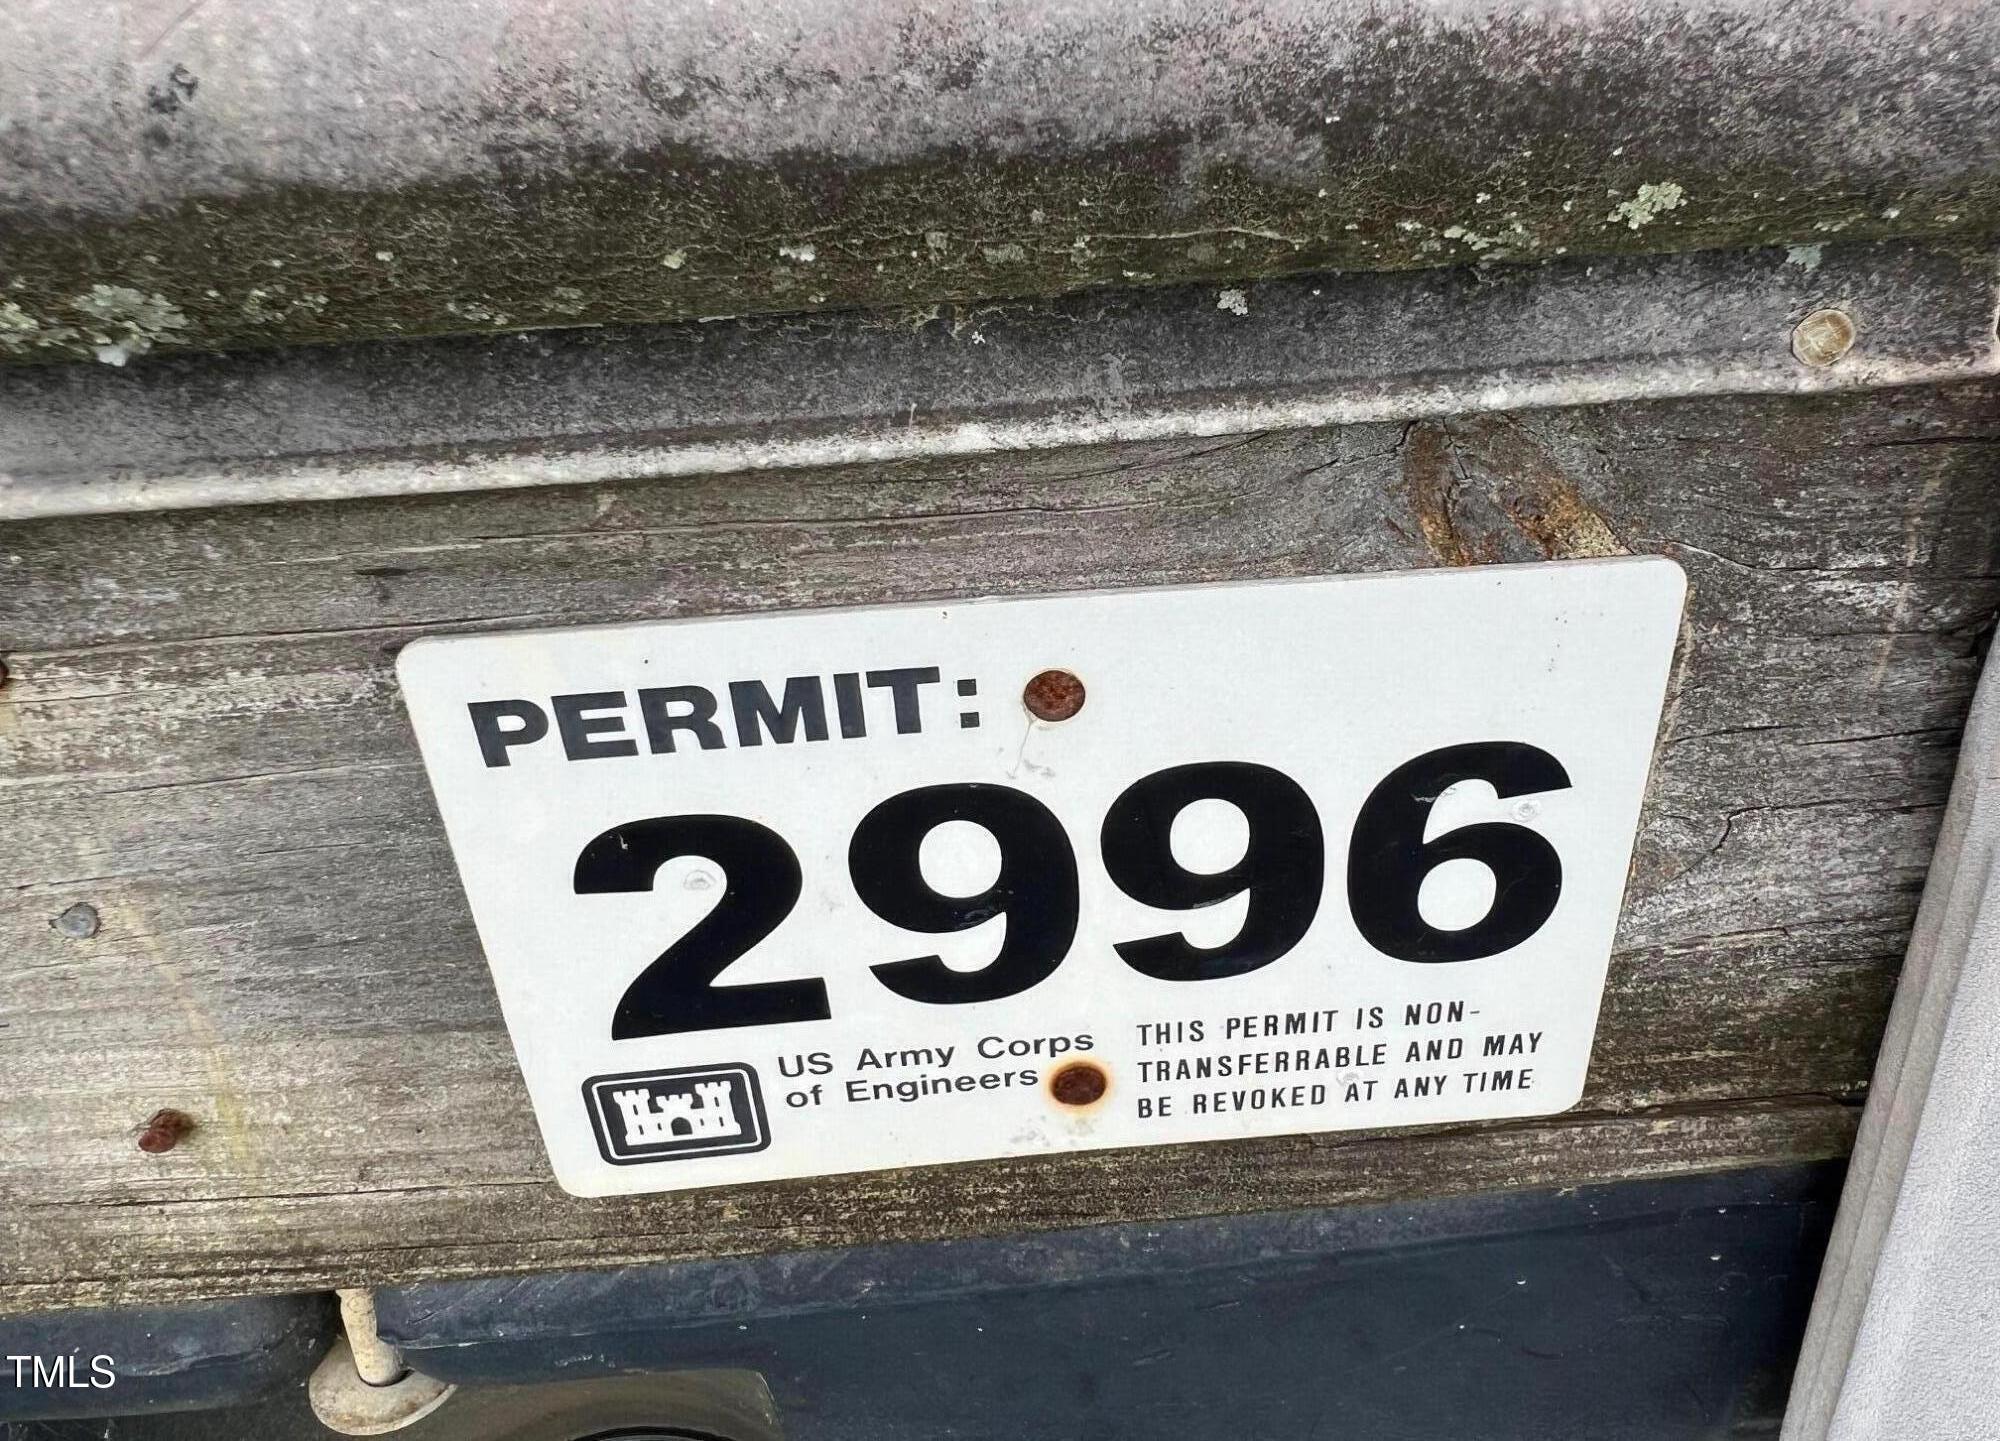 PERMIT:
2996
US Army Corps
of Engineers
THIS PERMIT IS NON-
TRANSFERRABLE AND MAY
BE REVOKED AT ANY TIME
TMLS